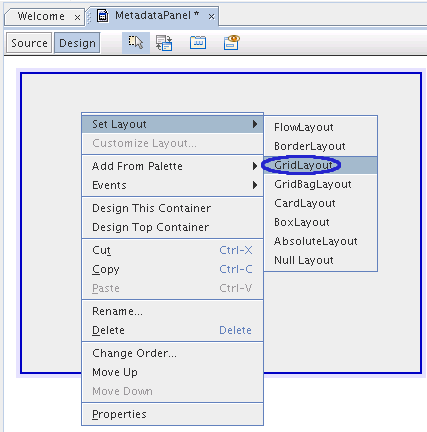 Welcome x MetadataPanel * x
Source Design
Set Layout
Customize Layout...
Add From Palette
Events
Design This Container
Design Top Container
Cut Ctrl-X
Copy Ctrl-C
Paste Ctrl-V
Rename...
Delete Delete
Change Order...
Move Up
Move Down
Properties
FlowLayout
BorderLayout
GridLayout
GridBagLayout
CardLayout
BoxLayout
AbsoluteLayout
Null Layout